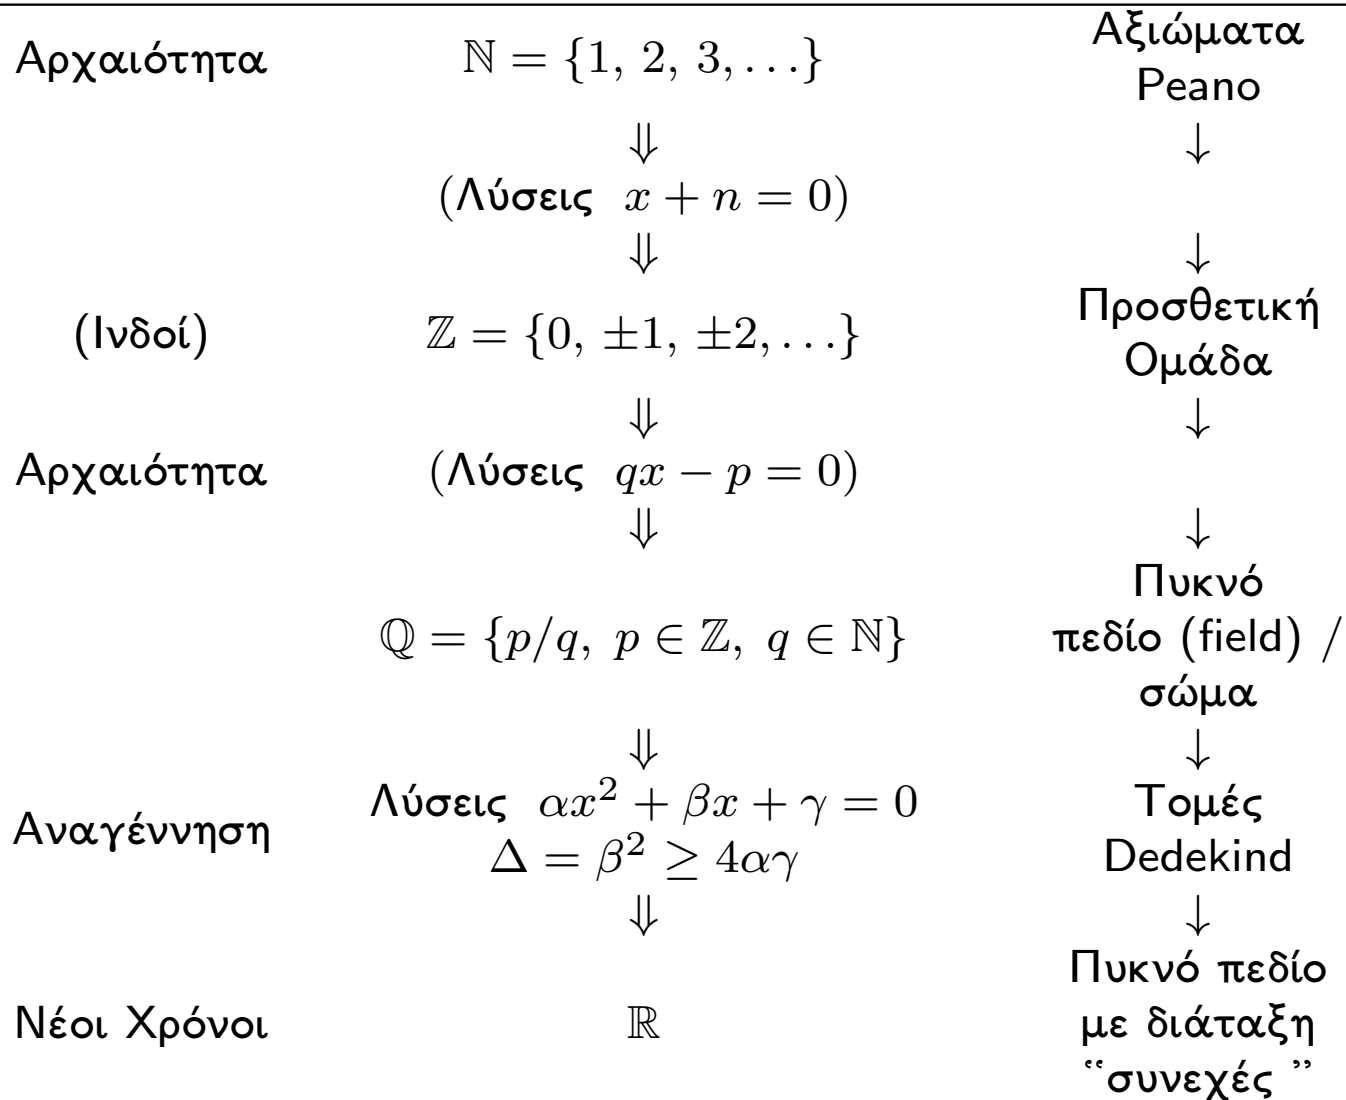 Αρχαιότητα ℕ = {1, 2, 3, …} Αξιώματα
Peano
⇓ ↓
(Λύσεις x + n = 0)
⇓ ↓
(Ινδοί) ℤ = {0, ±1, ±2, …} Προσθετική
Ομάδα
⇓ ↓
Αρχαιότητα (Λύσεις qx − p = 0)
⇓ ↓
Πυκνό
ℚ = {p/q, p ∈ ℤ, q ∈ ℕ} πεδίο (field) /
σώμα
⇓ ↓
Αναγέννηση Λύσεις αx² + βx + γ = 0 Τομές
Δ = β² ≥ 4αγ Dedekind
⇓ ↓
Πυκνό πεδίο
Νέοι Χρόνοι ℝ με διάταξη
“συνεχές ”